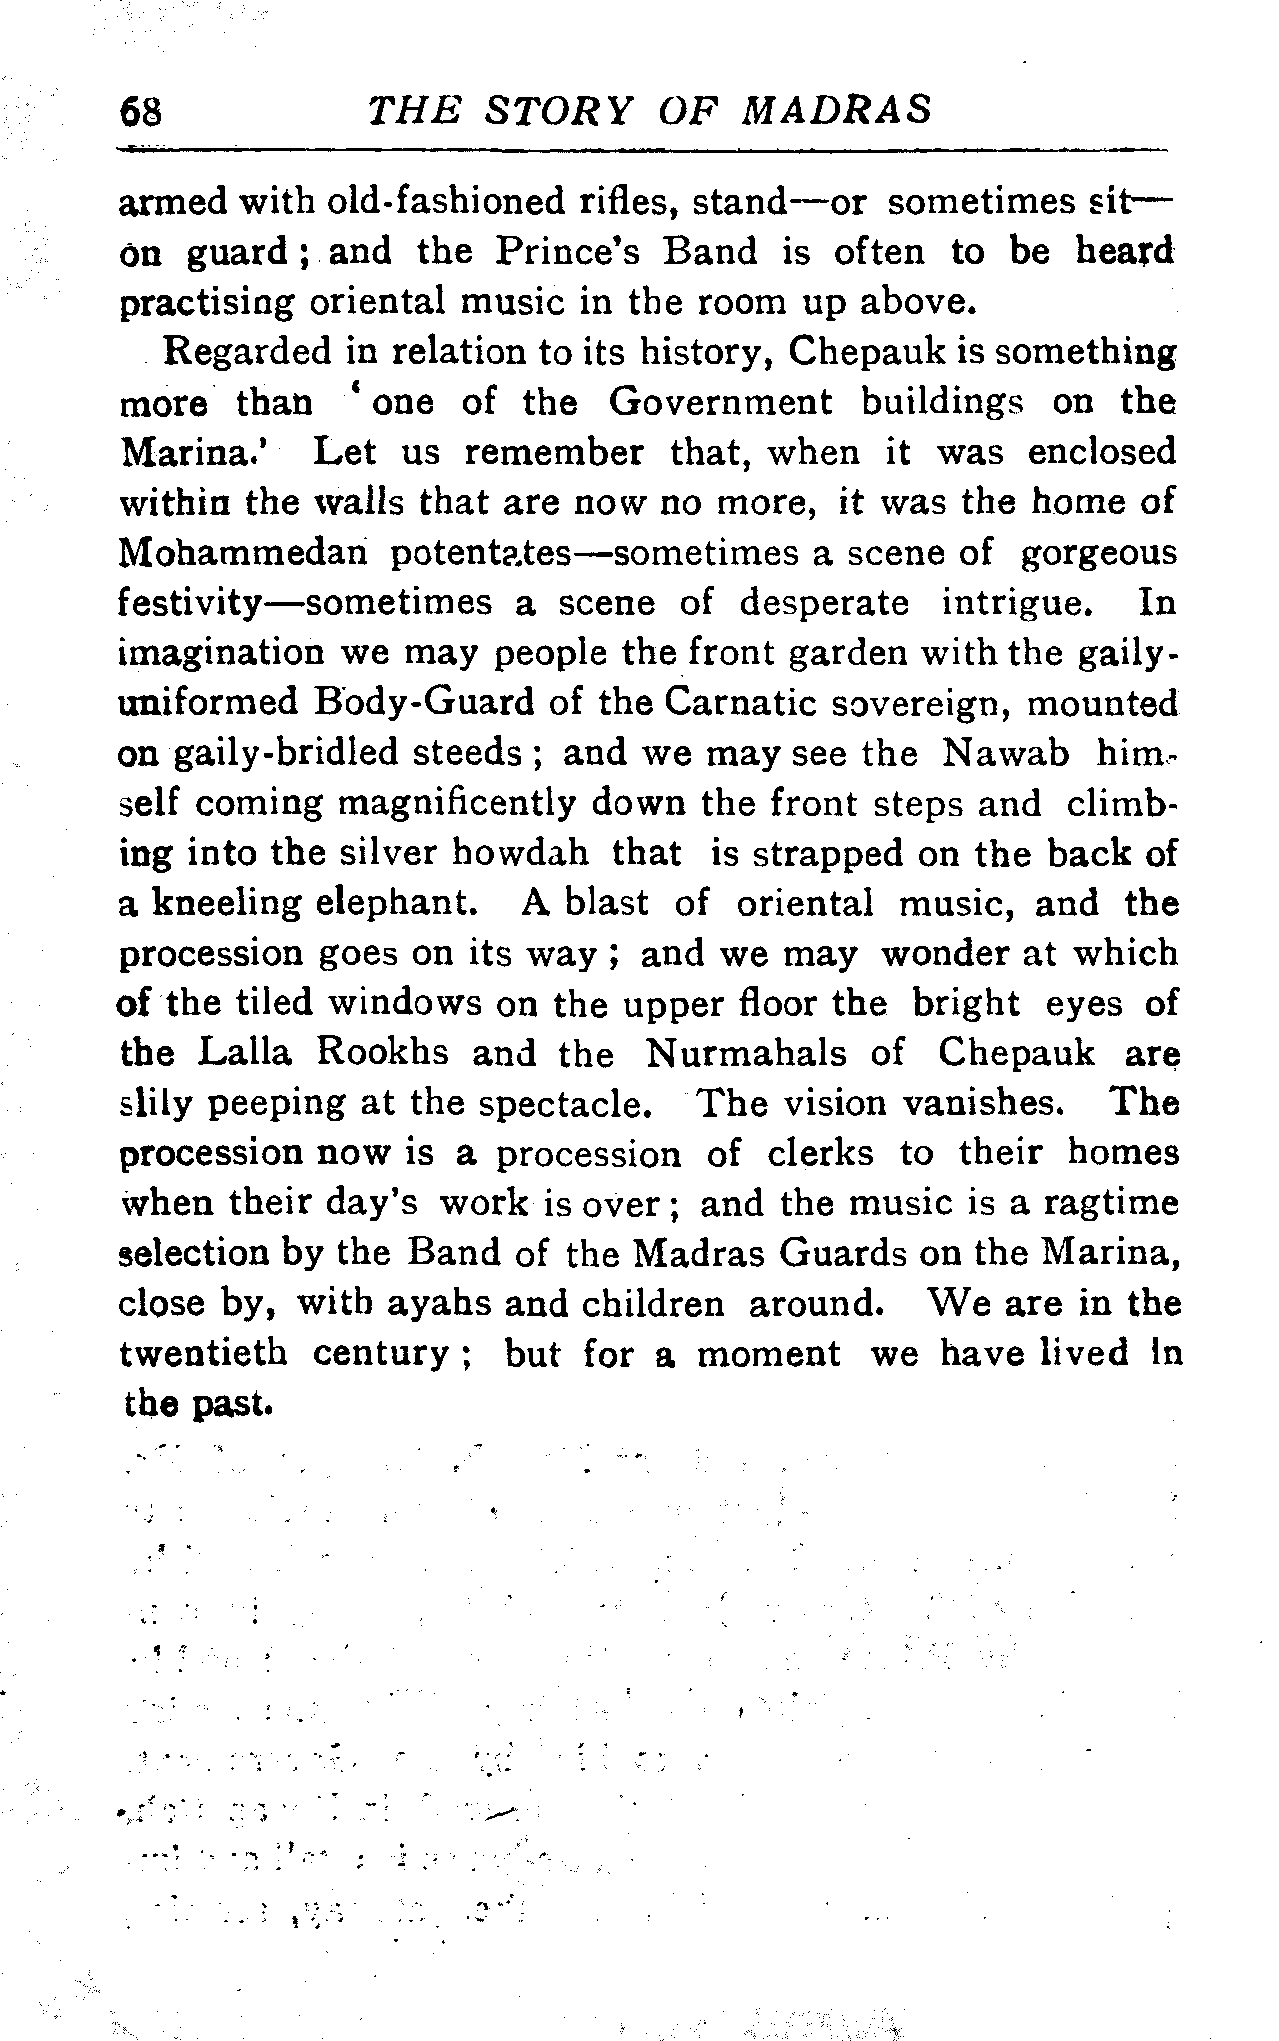 68 THE STORY OF MADRAS
armed with old-fashioned rifles, stand—or sometimes sit—
on guard ; and the Prince's Band is often to be heard
practising oriental music in the room up above.
Regarded in relation to its history, Chepauk is something
more than ‘ one of the Government buildings on the
Marina.’ Let us remember that, when it was enclosed
within the walls that are now no more, it was the home of
Mohammedan potentates—sometimes a scene of gorgeous
festivity—sometimes a scene of desperate intrigue. In
imagination we may people the front garden with the gaily-
uniformed Body-Guard of the Carnatic sovereign, mounted
on gaily-bridled steeds ; and we may see the Nawab him-
self coming magnificently down the front steps and climb-
ing into the silver howdah that is strapped on the back of
a kneeling elephant. A blast of oriental music, and the
procession goes on its way ; and we may wonder at which
of the tiled windows on the upper floor the bright eyes of
the Lalla Rookhs and the Nurmahals of Chepauk are
slily peeping at the spectacle. The vision vanishes. The
procession now is a procession of clerks to their homes
when their day's work is over ; and the music is a ragtime
selection by the Band of the Madras Guards on the Marina,
close by, with ayahs and children around. We are in the
twentieth century ; but for a moment we have lived in
the past.